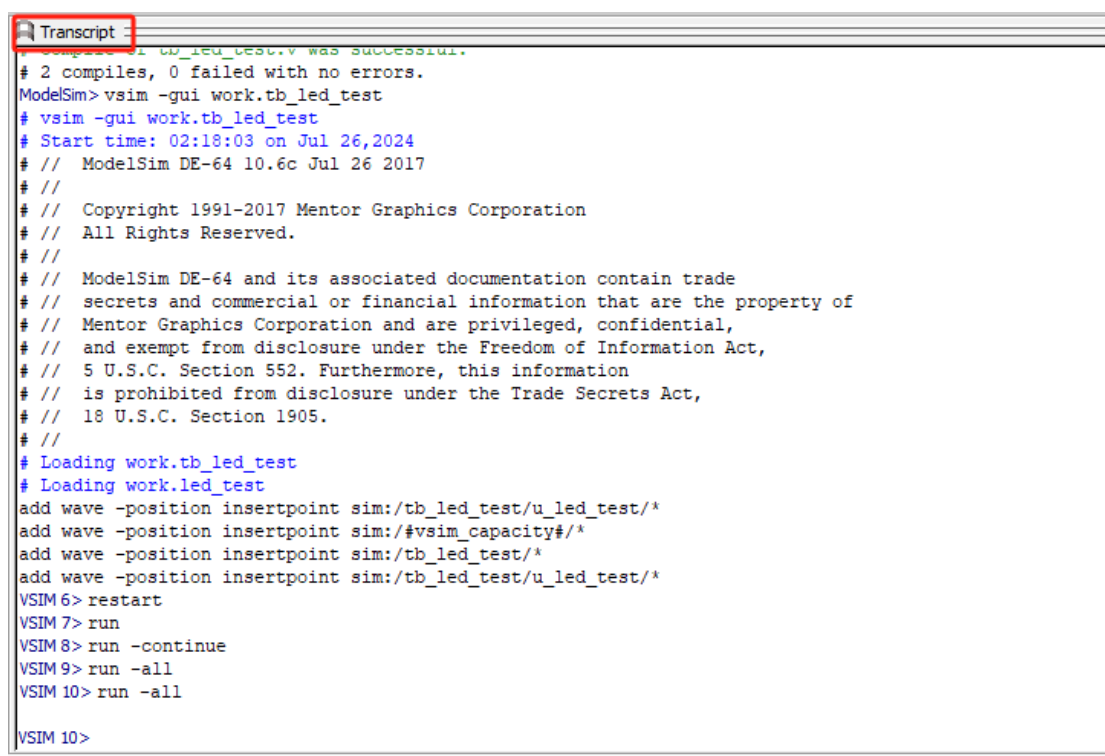 Transcript
# Compile of tb_led_test.v was successful.
# 2 compiles, 0 failed with no errors.
ModelSim> vsim -gui work.tb_led_test
# vsim -gui work.tb_led_test
# Start time: 02:18:03 on Jul 26,2024
# //  ModelSim DE-64 10.6c Jul 26 2017
# //
# //  Copyright 1991-2017 Mentor Graphics Corporation
# //  All Rights Reserved.
# //
# //  ModelSim DE-64 and its associated documentation contain trade
# //  secrets and commercial or financial information that are the property of
# //  Mentor Graphics Corporation and are privileged, confidential,
# //  and exempt from disclosure under the Freedom of Information Act,
# //  5 U.S.C. Section 552. Furthermore, this information
# //  is prohibited from disclosure under the Trade Secrets Act,
# //  18 U.S.C. Section 1905.
# //
# Loading work.tb_led_test
# Loading work.led_test
add wave -position insertpoint sim:/tb_led_test/u_led_test/*
add wave -position insertpoint sim:/#vsim_capacity#/*
add wave -position insertpoint sim:/tb_led_test/*
add wave -position insertpoint sim:/tb_led_test/u_led_test/*
VSIM 6> restart
VSIM 7> run
VSIM 8> run -continue
VSIM 9> run -all
VSIM 10> run -all
VSIM 10>